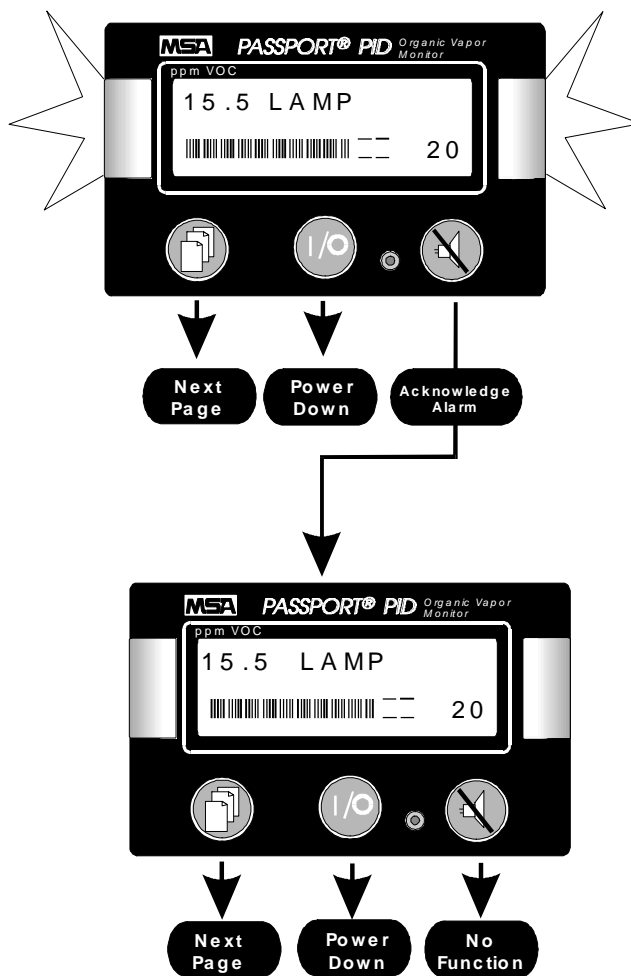 MSA PASSPORT® PID Organic Vapor Monitor
ppm VOC
15.5 LAMP
20
I/O
Next Page
Power Down
Acknowledge Alarm
MSA PASSPORT® PID Organic Vapor Monitor
ppm VOC
15.5 LAMP
20
I/O
Next Page
Power Down
No Function